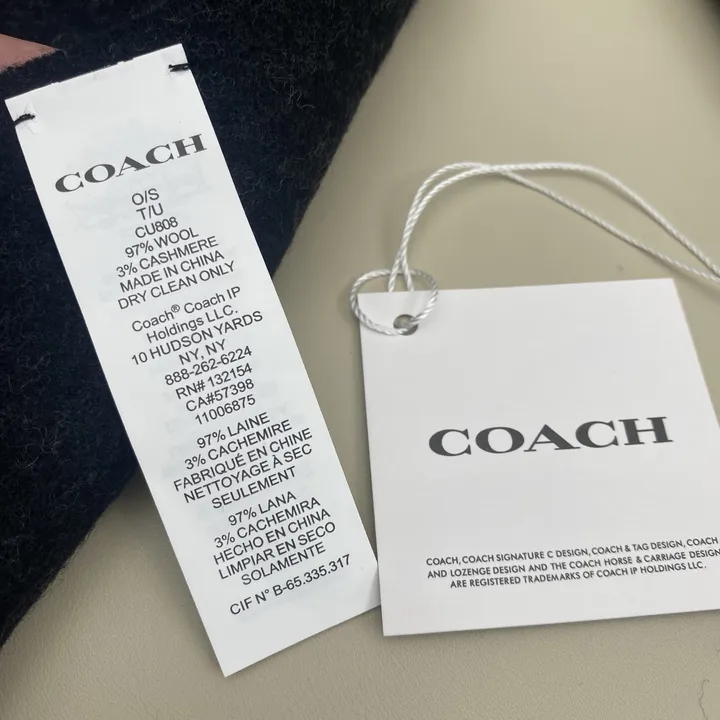 COACH
O/S
T/U
CU808
97% WOOL
3% CASHMERE
MADE IN CHINA
DRY CLEAN ONLY
Coach® Coach IP
Holdings LLC.
10 HUDSON YARDS
NY, NY
888-262-6224
RN# 132154
CA#57398
11006875
97% LAINE
3% CACHEMIRE
FABRIQUÉ EN CHINE
NETTOYAGE À SEC
SEULEMENT
97% LANA
3% CACHEMIRA
HECHO EN CHINA
LIMPIAR EN SECO
SOLAMENTE
CIF N° B-65.335.317
COACH
COACH, COACH SIGNATURE C DESIGN, COACH & TAG DESIGN, COACH
AND LOZENGE DESIGN AND THE COACH HORSE & CARRIAGE DESIGN
ARE REGISTERED TRADEMARKS OF COACH IP HOLDINGS LLC.